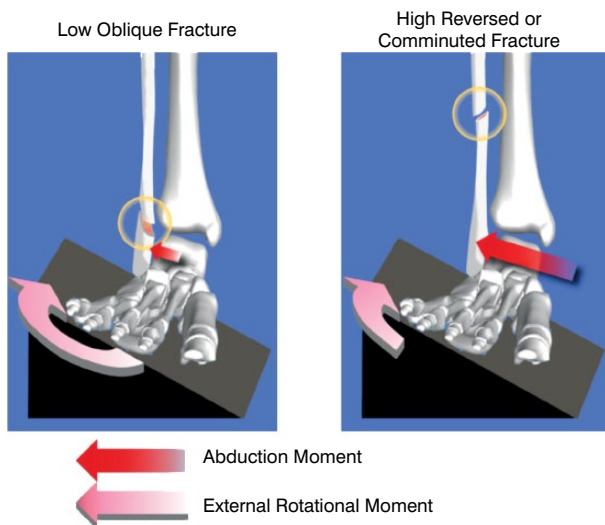 Low Oblique Fracture
High Reversed or
Comminuted Fracture
Abduction Moment
External Rotational Moment